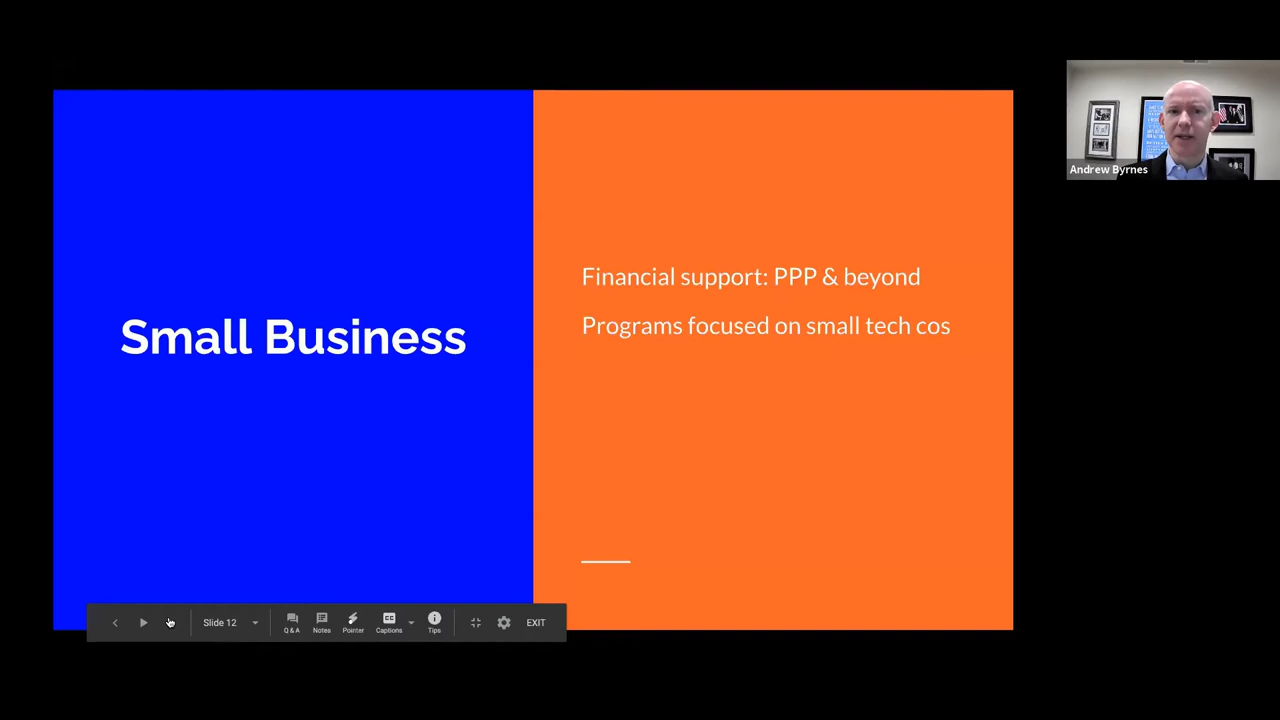 Small Business
Financial support: PPP & beyond
Programs focused on small tech cos
Andrew Byrnes
Slide 12
Q & A
Notes
Pointer
CC
Captions
Tips
EXIT